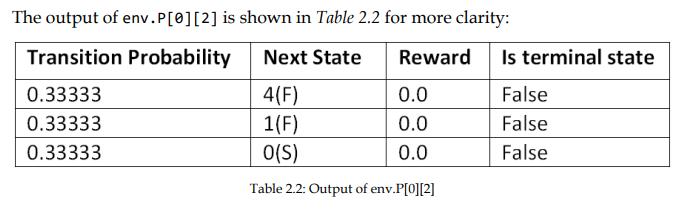 The output of env.P[0][2] is shown in Table 2.2 for more clarity:
Transition Probability Next State Reward Is terminal state
0.33333 4(F) 0.0 False
0.33333 1(F) 0.0 False
0.33333 0(S) 0.0 False
Table 2.2: Output of env.P[0][2]